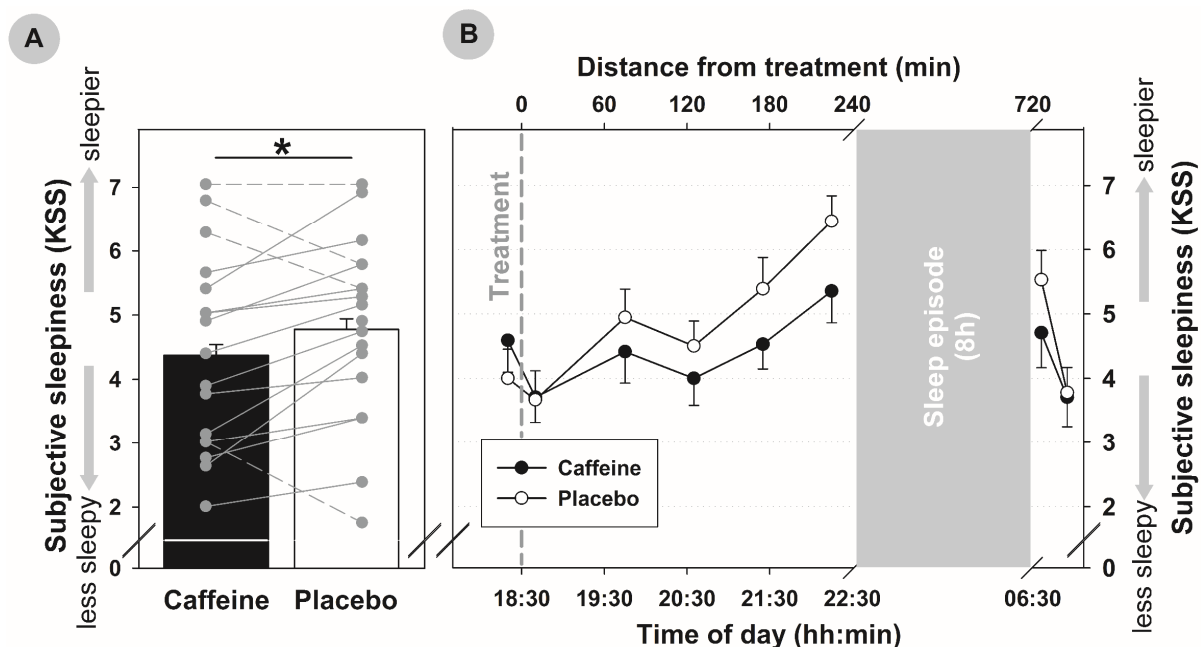 A
Subjective sleepiness (KSS)
less sleepy
sleepier
7
6
5
4
3
2
0
*
Caffeine
Placebo
B
Distance from treatment (min)
0
60
120
180
240
720
Treatment
Sleep episode
(8h)
Caffeine
Placebo
7
6
5
4
3
2
0
Subjective sleepiness (KSS)
less sleepy
sleepier
18:30
19:30
20:30
21:30
22:30
06:30
Time of day (hh:min)